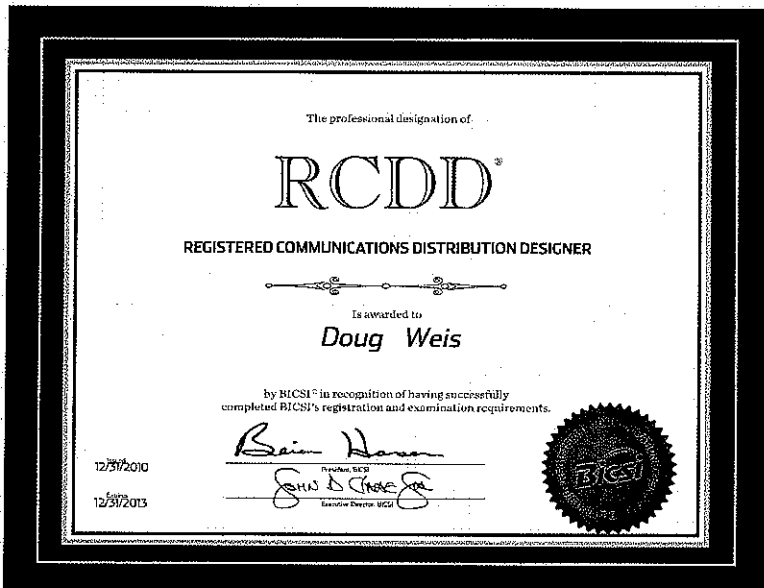 The professional designation of
RCDD®
REGISTERED COMMUNICATIONS DISTRIBUTION DESIGNER
Is awarded to
Doug Weis
by BICSI® in recognition of having successfully
completed BICSI's registration and examination requirements.
Issued
12/31/2010
President, BICSI
Expires
12/31/2013
Executive Director, BICSI
BICSI